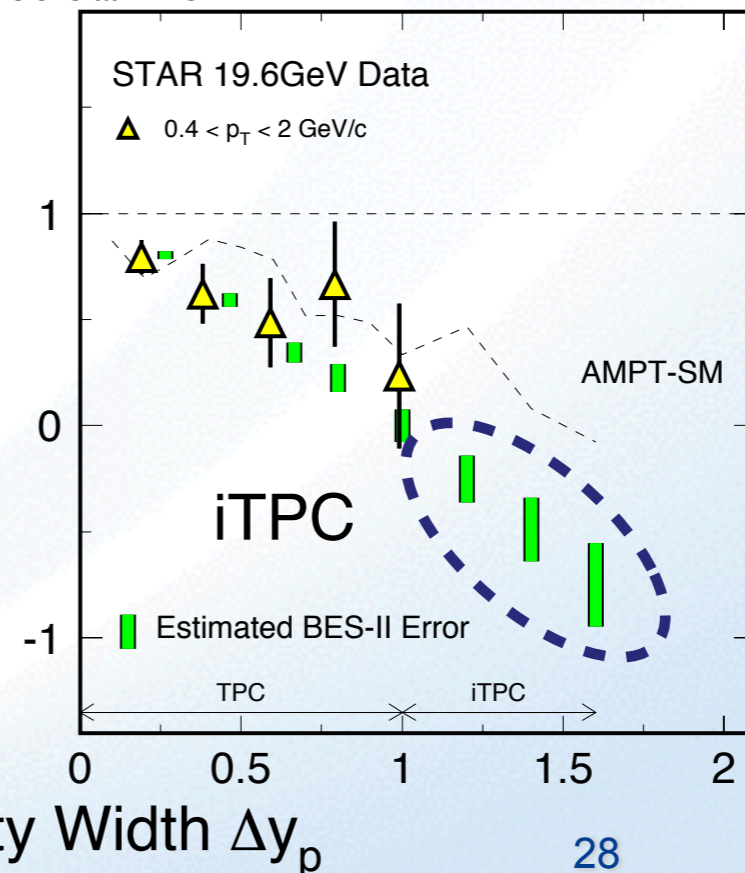 STAR 19.6GeV Data
0.4 < pT < 2 GeV/c
1
AMPT-SM
0
iTPC
Estimated BES-II Error
-1
TPC iTPC
0 0.5 1 1.5 2
ty Width Δyp
28